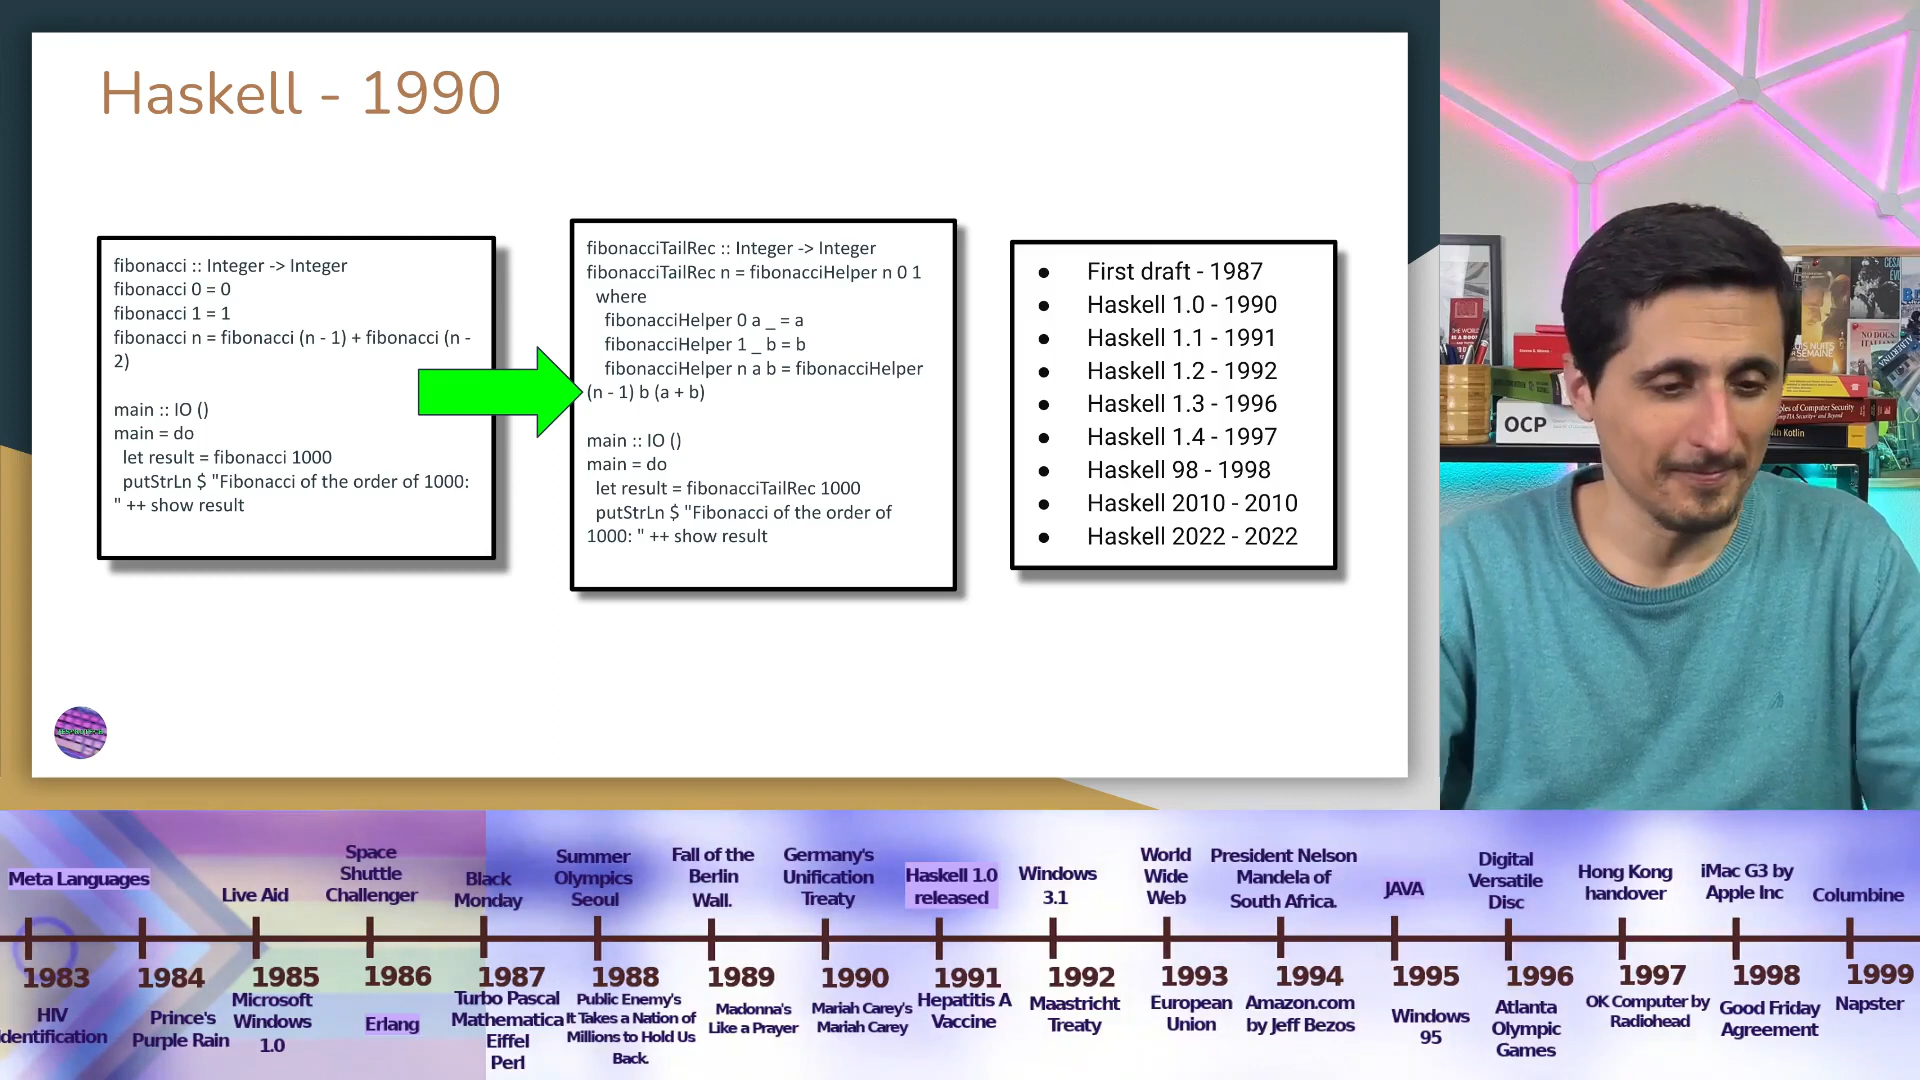 Haskell - 1990
fibonacci :: Integer -> Integer
fibonacci 0 = 0
fibonacci 1 = 1
fibonacci n = fibonacci (n - 1) + fibonacci (n -
2)
main :: IO ()
main = do
let result = fibonacci 1000
putStrLn $ "Fibonacci of the order of 1000:
" ++ show result
fibonacciTailRec :: Integer -> Integer
fibonacciTailRec n = fibonacciHelper n 0 1
where
fibonacciHelper 0 a _ = a
fibonacciHelper 1 _ b = b
fibonacciHelper n a b = fibonacciHelper
(n - 1) b (a + b)
main :: IO ()
main = do
let result = fibonacciTailRec 1000
putStrLn $ "Fibonacci of the order of
1000: " ++ show result
● First draft - 1987
● Haskell 1.0 - 1990
● Haskell 1.1 - 1991
● Haskell 1.2 - 1992
● Haskell 1.3 - 1996
● Haskell 1.4 - 1997
● Haskell 98 - 1998
● Haskell 2010 - 2010
● Haskell 2022 - 2022
OCP
NO DOGS
Kotlin
Meta Languages
Live Aid
Space
Shuttle
Challenger
Black
Monday
Summer
Olympics
Seoul
Fall of the
Berlin
Wall.
Germany's
Unification
Treaty
Haskell 1.0
released
Windows
3.1
World
Wide
Web
President Nelson
Mandela of
South Africa.
JAVA
Digital
Versatile
Disc
Hong Kong
handover
iMac G3 by
Apple Inc
Columbine
1983 1984 1985 1986 1987 1988 1989 1990 1991 1992 1993 1994 1995 1996 1997 1998 1999
HIV
dentification
Prince's
Purple Rain
Microsoft
Windows
1.0
Erlang
Turbo Pascal
Mathematica
Eiffel
Perl
Public Enemy's
It Takes a Nation of
Millions to Hold Us
Back.
Madonna's
Like a Prayer
Mariah Carey's
Mariah Carey
Hepatitis A
Vaccine
Maastricht
Treaty
European
Union
Amazon.com
by Jeff Bezos
Windows
95
Atlanta
Olympic
Games
OK Computer by
Radiohead
Good Friday
Agreement
Napster